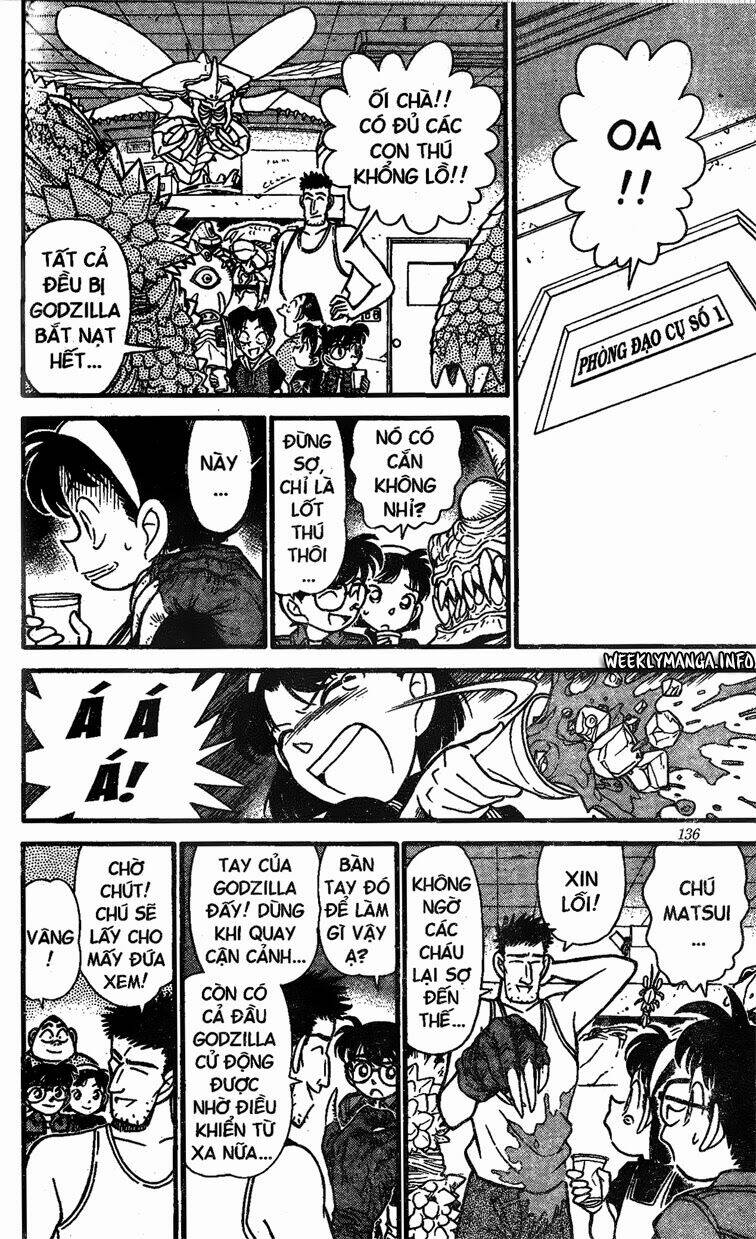 OA
!!
PHÒNG ĐẠO CỤ SỐ 1
ỐI CHÀ!!
CÓ ĐỦ CÁC
CON THÚ
KHỔNG LỒ!!
TẤT CẢ
ĐỀU BỊ
GODZILLA
BẮT NẠT
HẾT...
NÓ CÓ
CẮN
KHÔNG
NHỈ?
ĐỪNG
SỢ,
CHỈ LÀ
LỐT
THÚ
THÔI
...
NÀY
...
WEEKLYMANGA.INFO
Á Á
Á!
136
CHÚ
MATSUI
...
XIN
LỖI!
KHÔNG
NGỜ
CÁC
CHÁU
LẠI SỢ
ĐẾN
THẾ...
BÀN
TAY ĐÓ
ĐỂ LÀM
GÌ VẬY
Ạ?
TAY CỦA
GODZILLA
ĐẤY! DÙNG
KHI QUAY
CẬN CẢNH...
CÒN CÓ
CẢ ĐẦU
GODZILLA
CỬ ĐỘNG
ĐƯỢC
NHỜ ĐIỀU
KHIỂN TỪ
XA NỮA...
CHỜ
CHÚT!
CHÚ SẼ
LẤY CHO
MẤY ĐỨA
XEM!
VÂNG
!